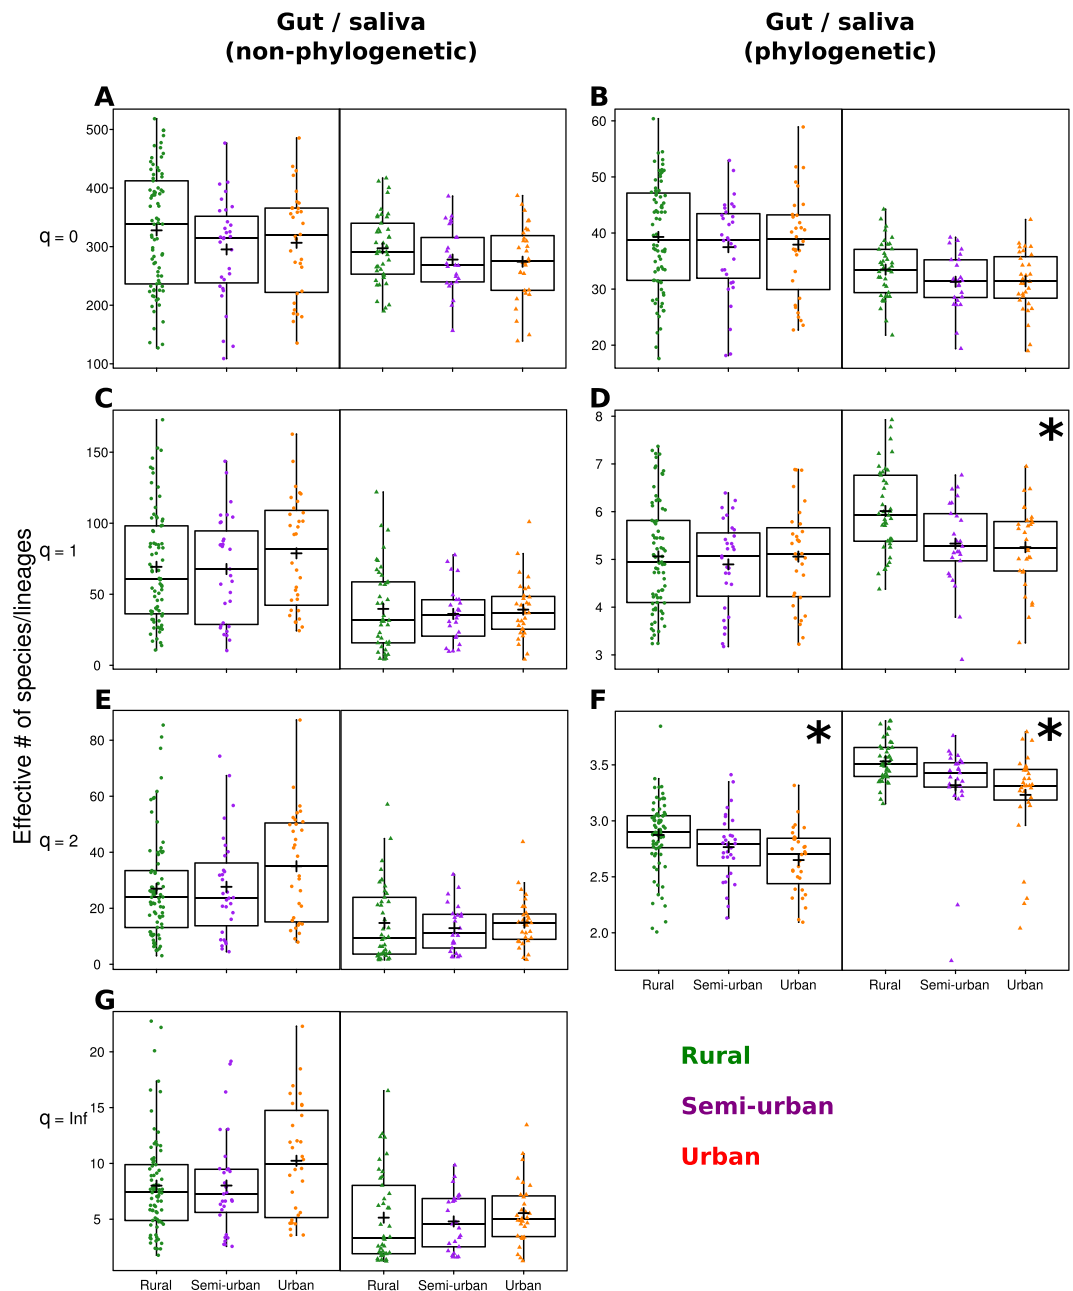 Gut / saliva
(non-phylogenetic)
Gut / saliva
(phylogenetic)
Effective # of species/lineages
A
q = 0
500
400
300
200
100
B
60
50
40
30
20
C
q = 1
150
100
50
0
D
8
7
6
5
4
3
*
E
q = 2
80
60
40
20
0
F
3.5
3.0
2.5
2.0
*
*
Rural Semi-urban Urban Rural Semi-urban Urban
G
q = Inf
20
15
10
5
Rural Semi-urban Urban Rural Semi-urban Urban
Rural
Semi-urban
Urban